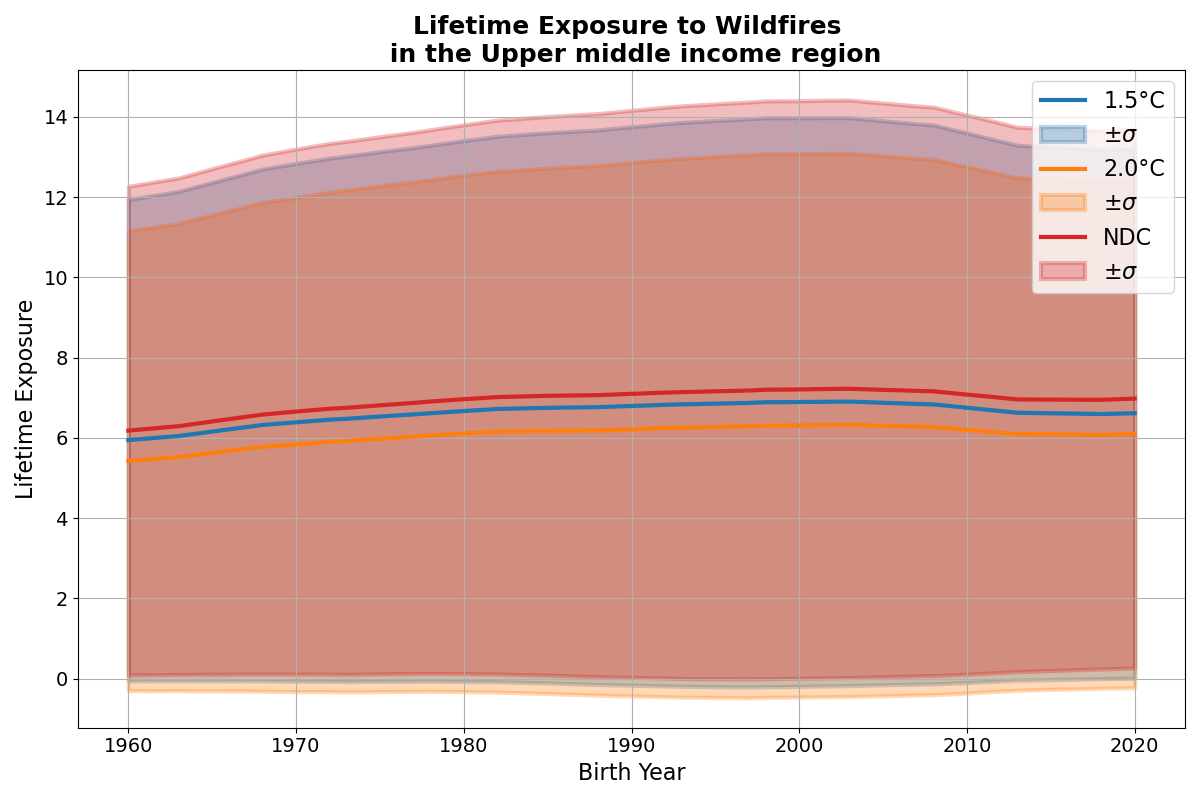 Lifetime Exposure to Wildfires
in the Upper middle income region
Lifetime Exposure
14
12
10
8
6
4
2
0
1960
1970
1980
1990
2000
2010
2020
Birth Year
1.5°C
±σ
2.0°C
±σ
NDC
±σ